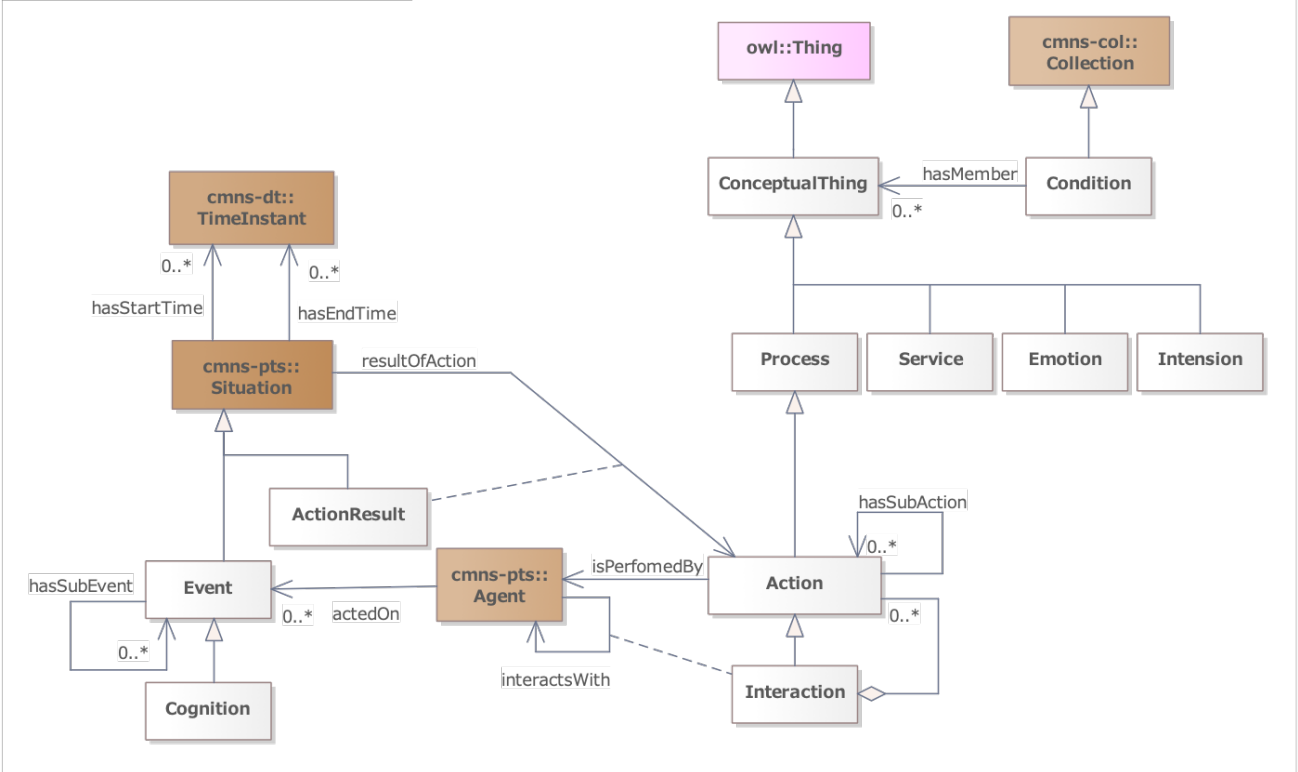 owl::Thing
cmns-col::
Collection
ConceptualThing
hasMember
0..*
Condition
cmns-dt::
TimeInstant
0..*
0..*
hasStartTime
hasEndTime
cmns-pts::
Situation
resultOfAction
Process
Service
Emotion
Intension
ActionResult
hasSubAction
0..*
hasSubEvent
Event
0..*
actedOn
cmns-pts::
Agent
isPerfomedBy
Action
0..*
0..*
interactsWith
Interaction
Cognition